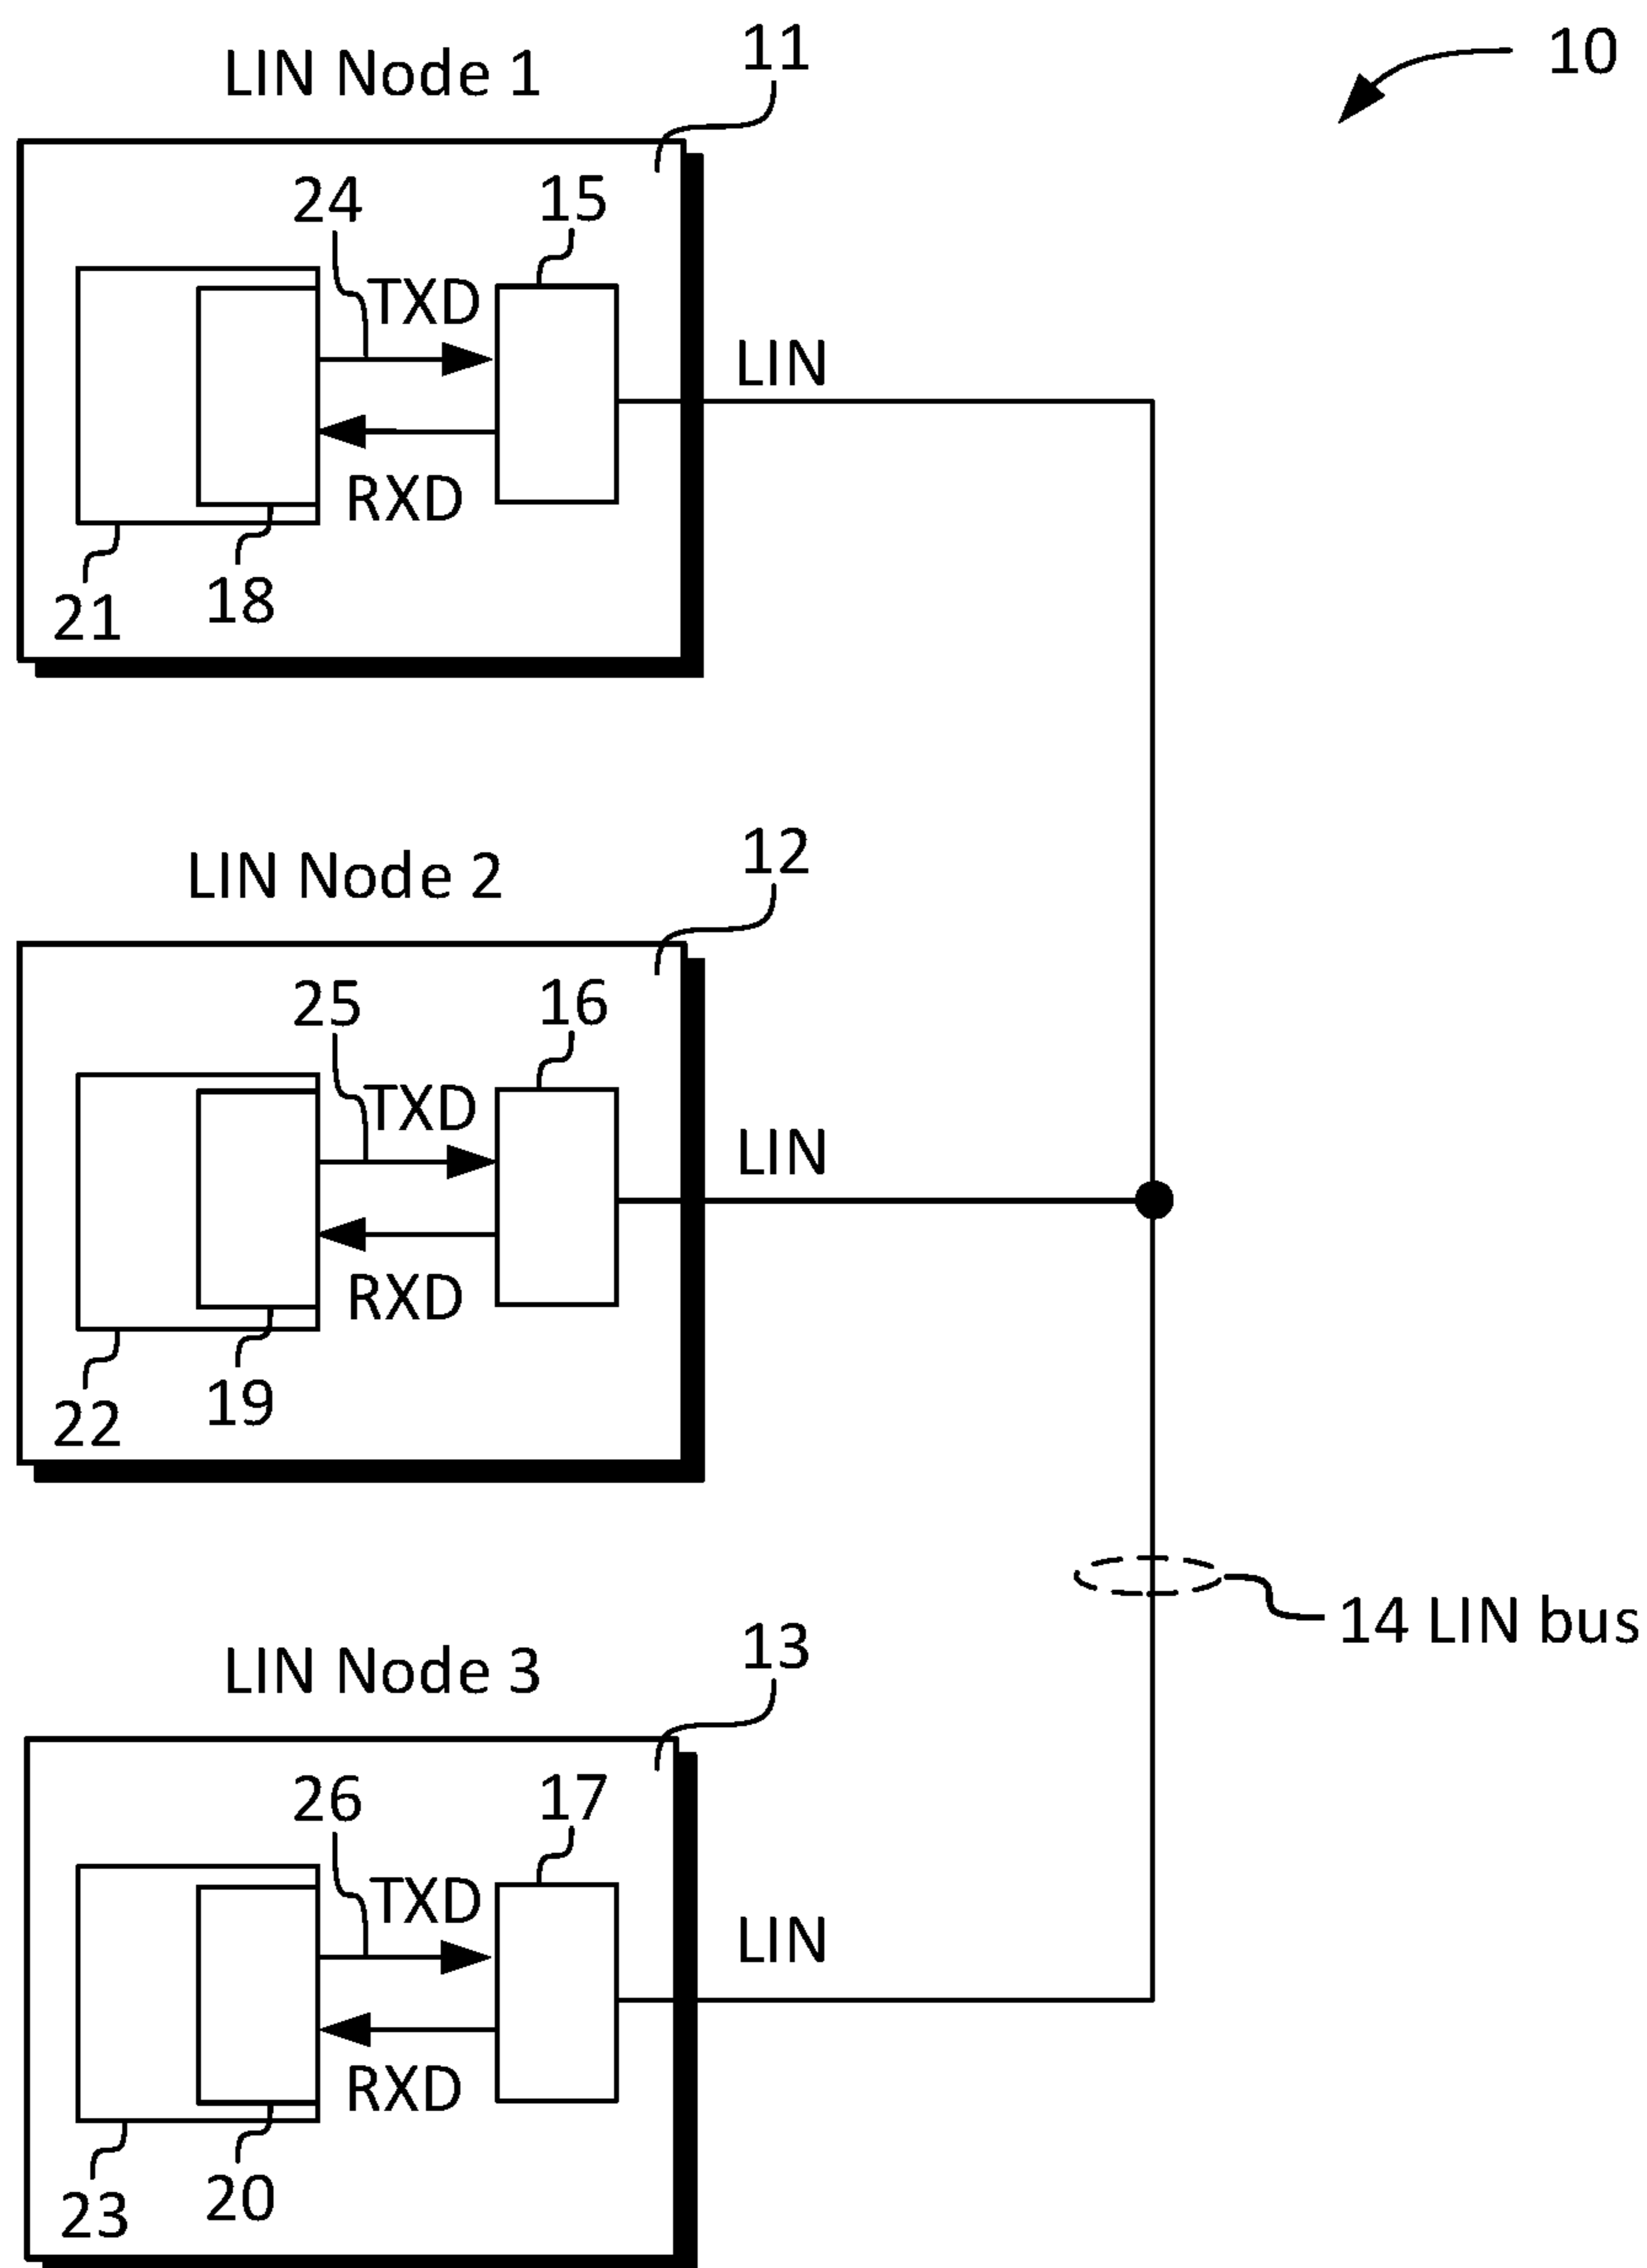 LIN Node 1
11
10
24
15
TXD
LIN
RXD
21
18
LIN Node 2
12
25
16
TXD
LIN
RXD
22
19
14 LIN bus
LIN Node 3
13
26
17
TXD
LIN
RXD
23
20